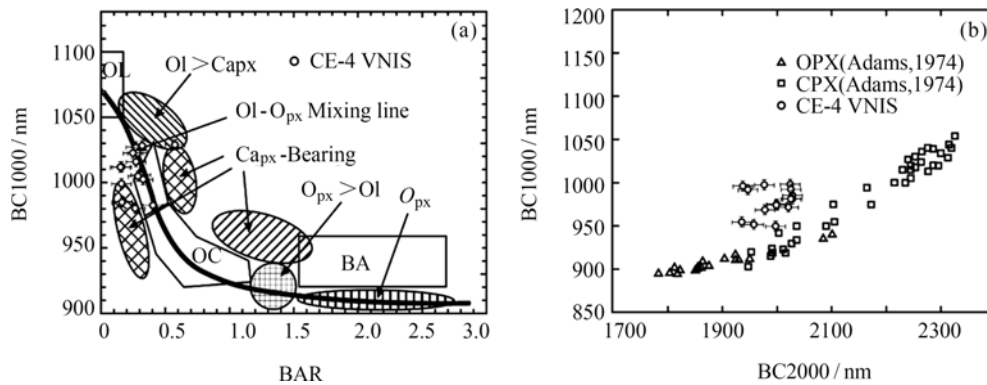 (a)
BC1000/nm
1100
1050
1000
950
900
OL
Ol>Capx
CE-4 VNIS
Ol-Opx Mixing line
Capx-Bearing
Opx>Ol
Opx
OC
BA
0 0.5 1.0 1.5 2.0 2.5 3.0
BAR
(b)
BC1000/nm
1200
1150
1100
1050
1000
950
900
850
OPX(Adams,1974)
CPX(Adams,1974)
CE-4 VNIS
1700 1900 2100 2300
BC2000/nm